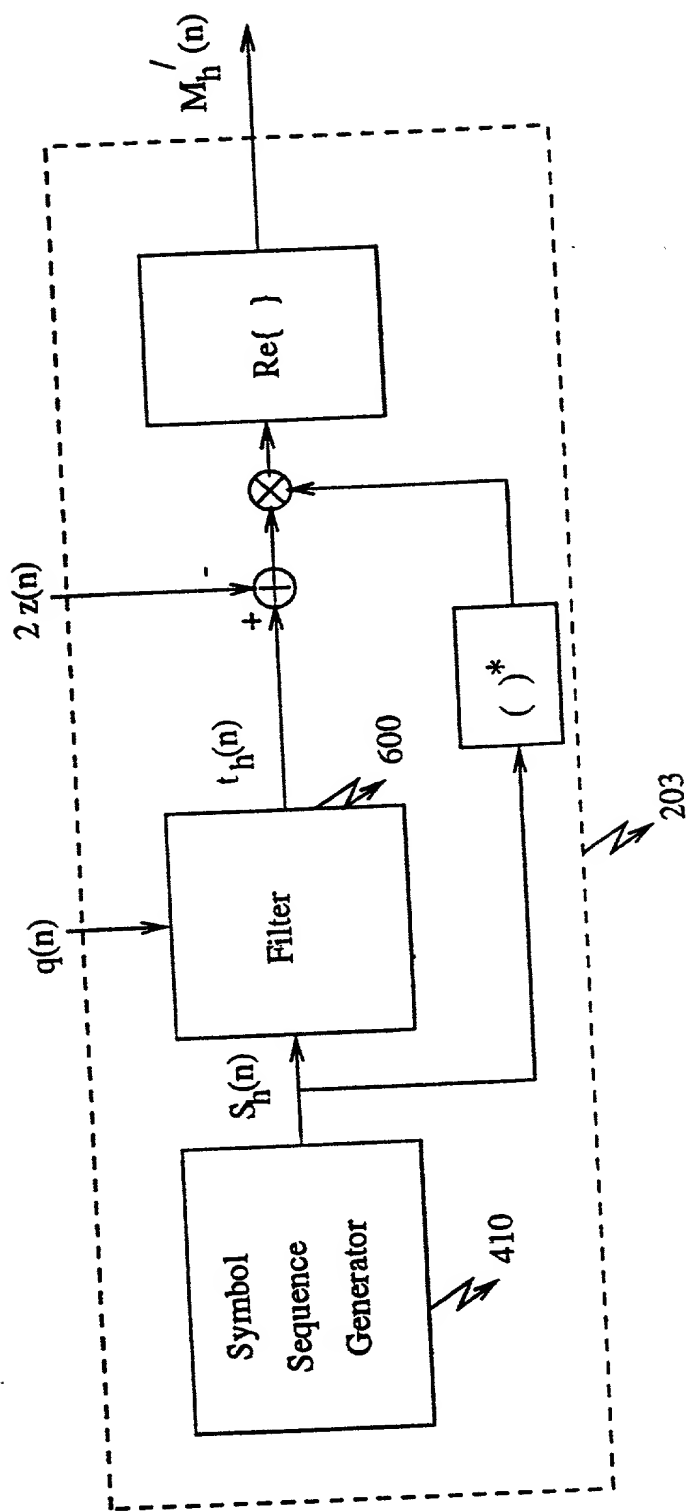 Symbol
Sequence
Generator
410
S_h(n)
q(n)
Filter
600
t_h(n)
2 z(n)
+
-
( )*
Re{ }
M_h'(n)
203